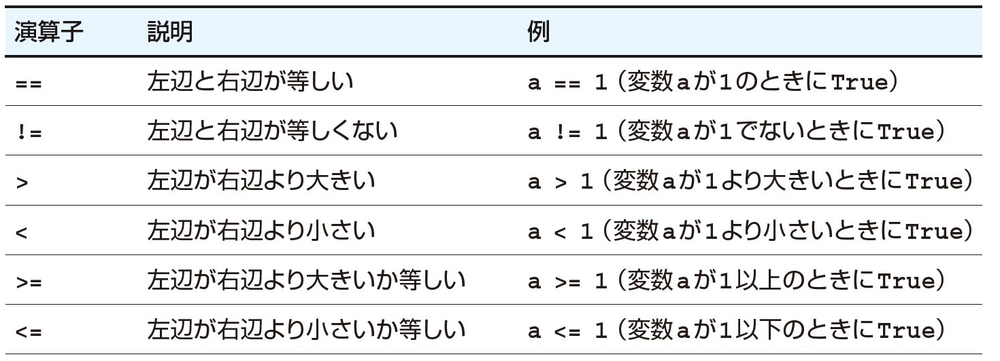 演算子 説明 例
== 左辺と右辺が等しい a == 1（変数aが1のときにTrue）
!= 左辺と右辺が等しくない a != 1（変数aが1でないときにTrue）
> 左辺が右辺より大きい a > 1（変数aが1より大きいときにTrue）
< 左辺が右辺より小さい a < 1（変数aが1より小さいときにTrue）
>= 左辺が右辺より大きいか等しい a >= 1（変数aが1以上のときにTrue）
<= 左辺が右辺より小さいか等しい a <= 1（変数aが1以下のときにTrue）